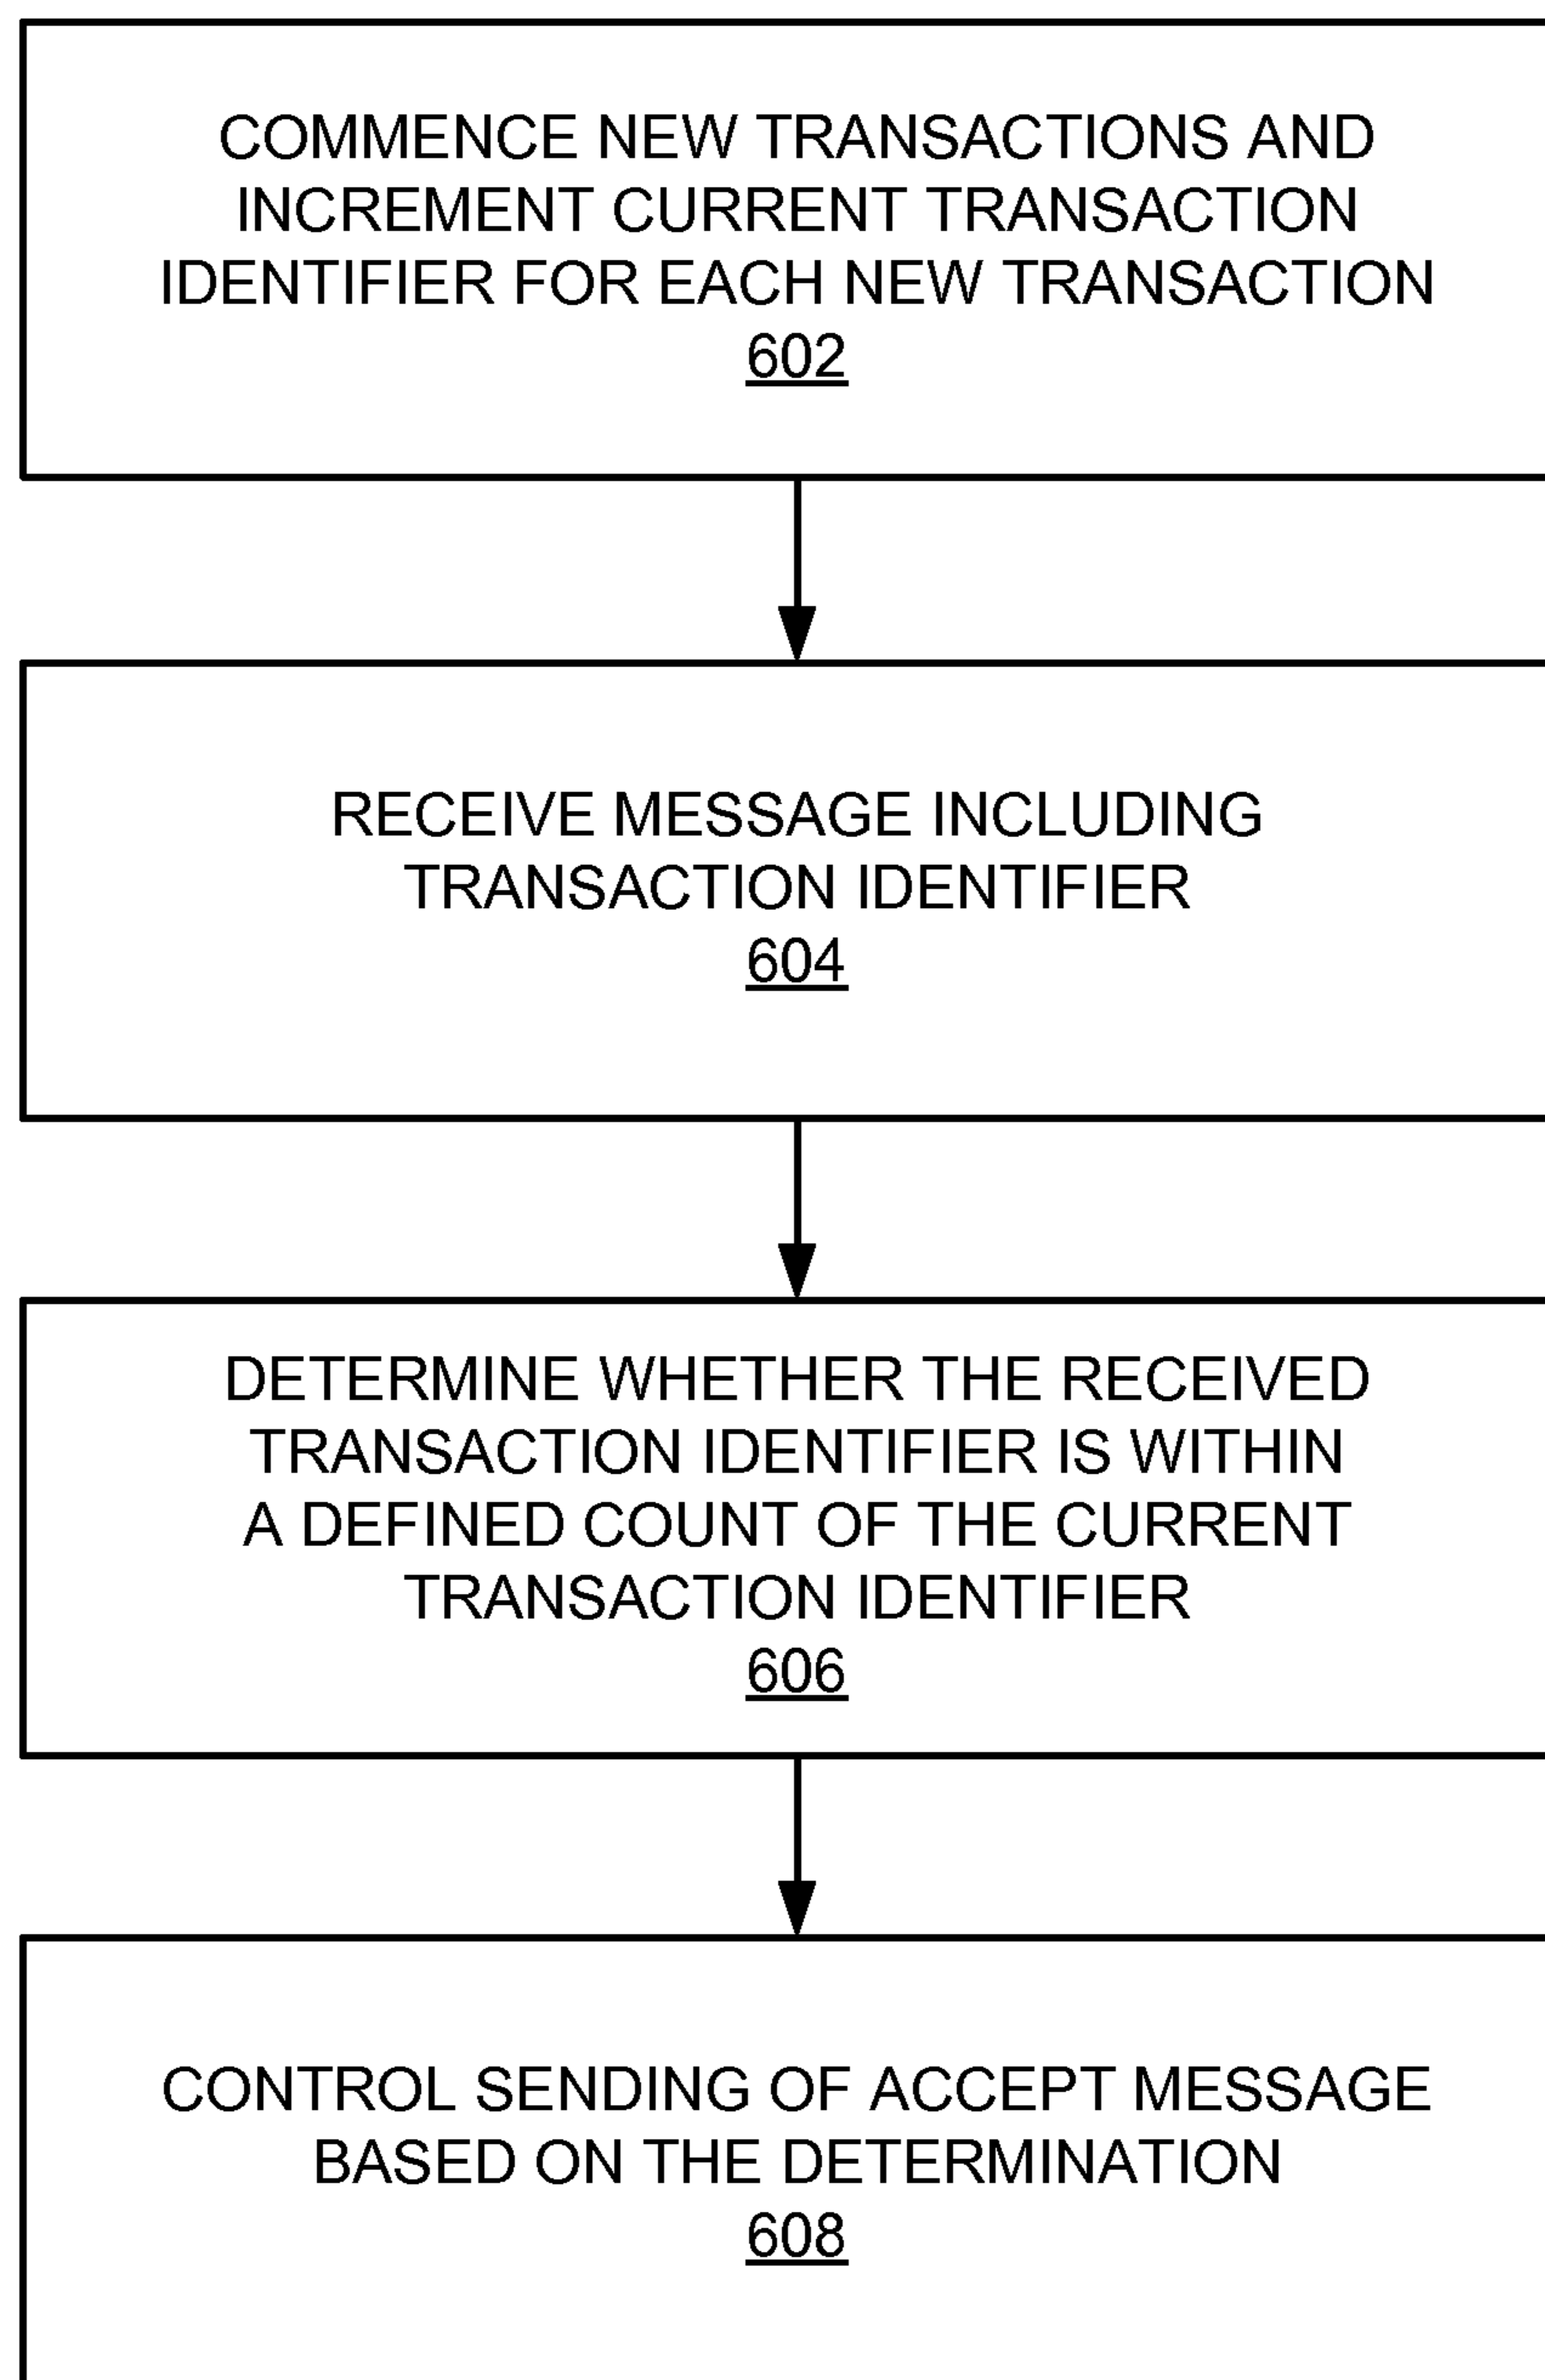 COMMENCE NEW TRANSACTIONS AND
INCREMENT CURRENT TRANSACTION
IDENTIFIER FOR EACH NEW TRANSACTION
602
RECEIVE MESSAGE INCLUDING
TRANSACTION IDENTIFIER
604
DETERMINE WHETHER THE RECEIVED
TRANSACTION IDENTIFIER IS WITHIN
A DEFINED COUNT OF THE CURRENT
TRANSACTION IDENTIFIER
606
CONTROL SENDING OF ACCEPT MESSAGE
BASED ON THE DETERMINATION
608